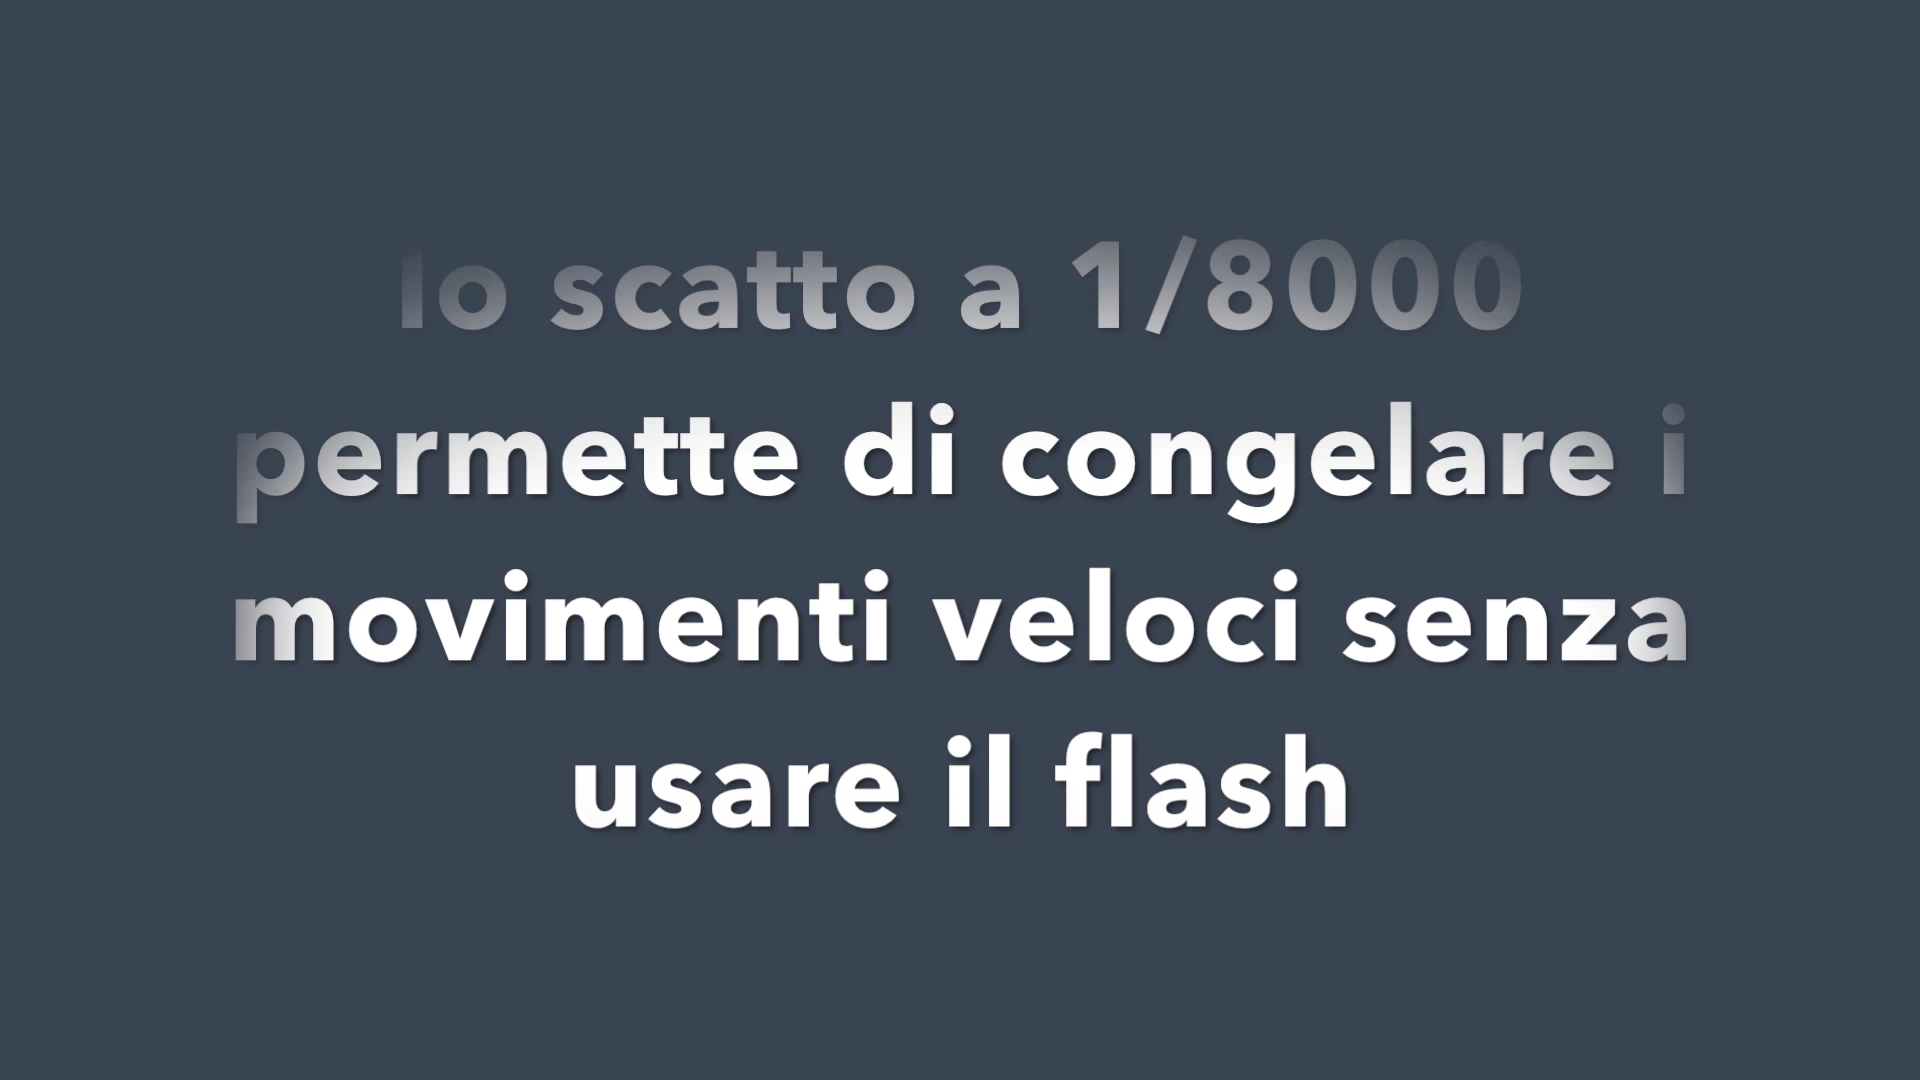 lo scatto a 1/8000
permette di congelare i
movimenti veloci senza
usare il flash